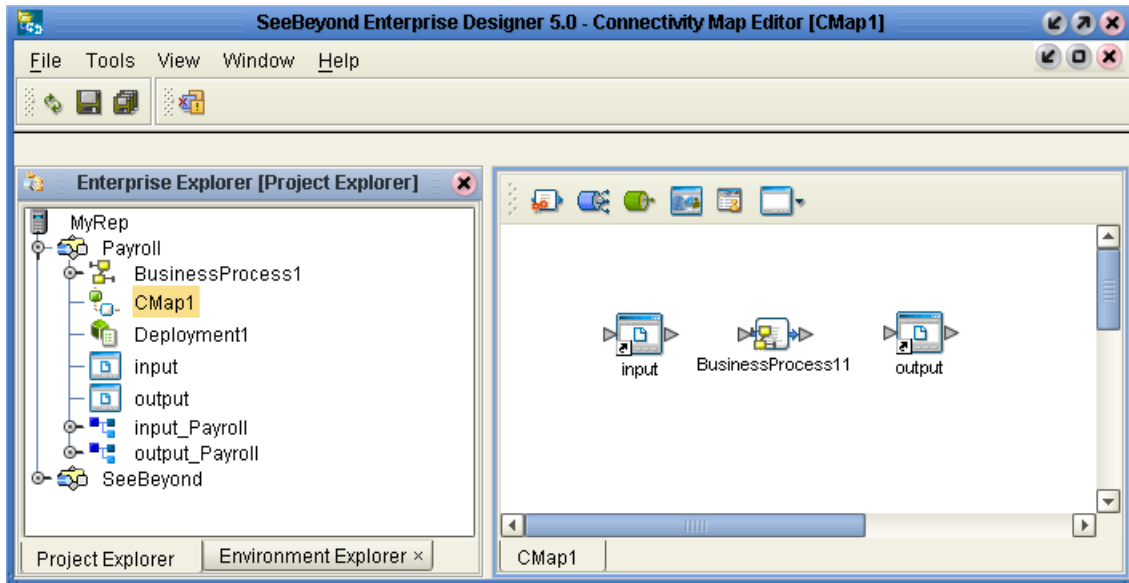 SeeBeyond Enterprise Designer 5.0 - Connectivity Map Editor [CMap1]
File Tools View Window Help
Enterprise Explorer [Project Explorer]
MyRep
Payroll
BusinessProcess1
CMap1
Deployment1
input
output
input_Payroll
output_Payroll
SeeBeyond
Project Explorer
Environment Explorer ×
input
BusinessProcess11
output
CMap1